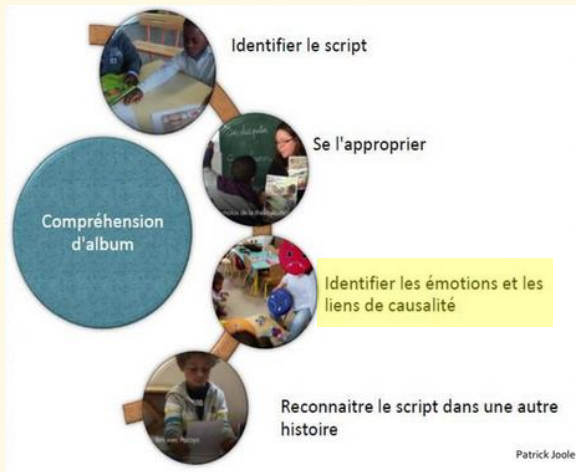 Identifier le script
Se l'approprier
Compréhension
d'album
Identifier les émotions et les
liens de causalité
Reconnaitre le script dans une autre
histoire
Patrick Joole